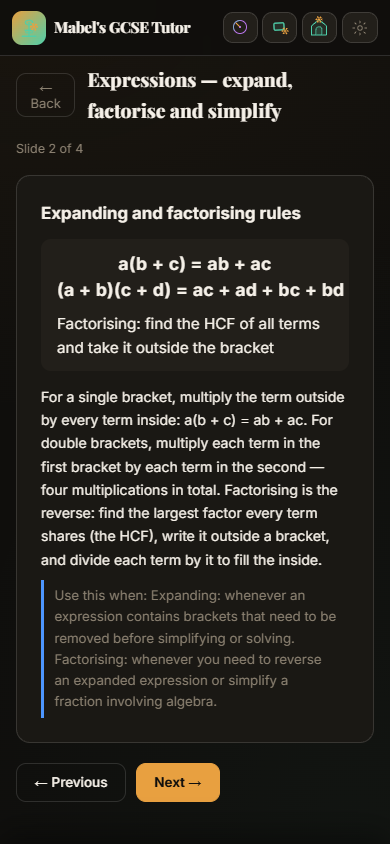 Mabel's GCSE Tutor
← Back
Expressions — expand,
factorise and simplify
Slide 2 of 4
Expanding and factorising rules
a(b + c) = ab + ac
(a + b)(c + d) = ac + ad + bc + bd
Factorising: find the HCF of all terms
and take it outside the bracket
For a single bracket, multiply the term outside
by every term inside: a(b + c) = ab + ac. For
double brackets, multiply each term in the
first bracket by each term in the second —
four multiplications in total. Factorising is the
reverse: find the largest factor every term
shares (the HCF), write it outside a bracket,
and divide each term by it to fill the inside.
Use this when: Expanding: whenever an
expression contains brackets that need to be
removed before simplifying or solving.
Factorising: whenever you need to reverse
an expanded expression or simplify a
fraction involving algebra.
← Previous
Next →